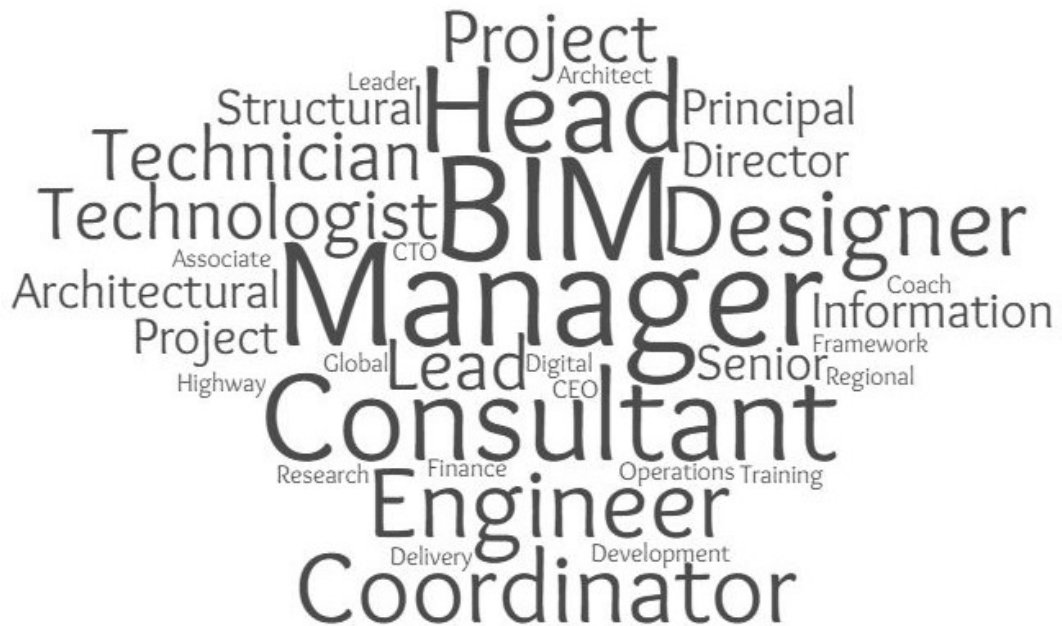 Project
Leader Architect
Structural Head Principal
Technician Director
Technologist BIM Designer
Associate CTO
Architectural Manager Coach
Information
Project Framework
Global Lead Digital Senior
Highway CEO Regional
Consultant
Research Finance Operations Training
Engineer
Delivery Development
Coordinator